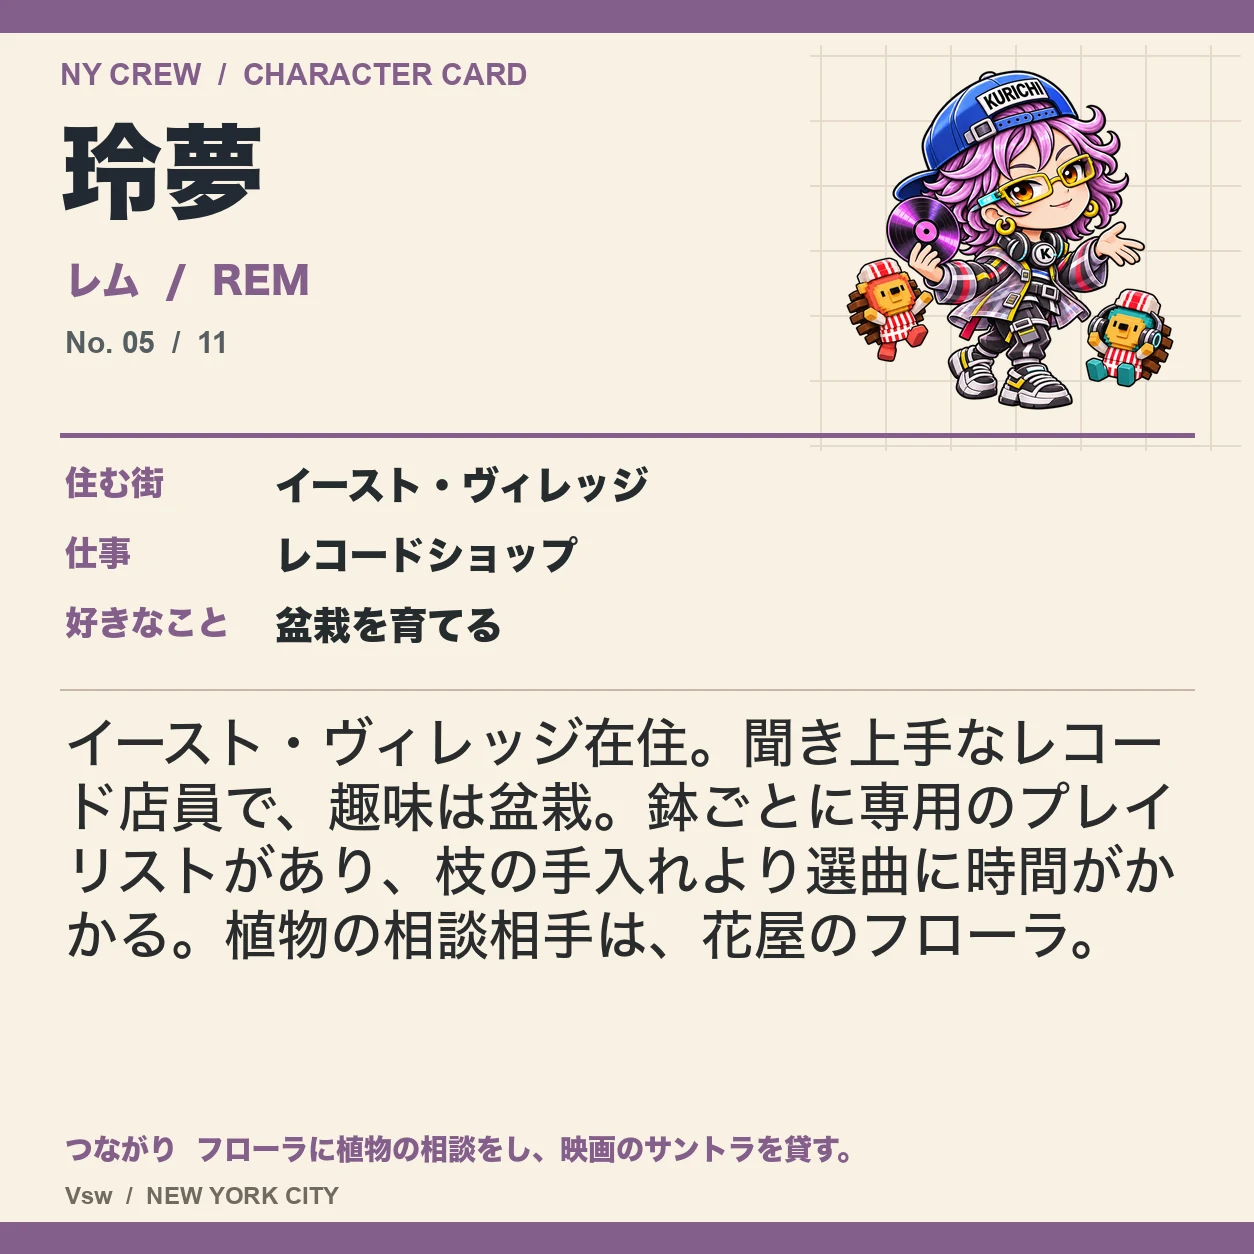 NY CREW / CHARACTER CARD
KURICHI
玲夢
レム / REM
K
No. 05 / 11
住む街 イースト・ヴィレッジ
仕事 レコードショップ
好きなこと 盆栽を育てる
イースト・ヴィレッジ在住。聞き上手なレコー
ド店員で、趣味は盆栽。鉢ごとに専用のプレイ
リストがあり、枝の手入れより選曲に時間がか
かる。植物の相談相手は、花屋のフローラ。
つながり フローラに植物の相談をし、映画のサントラを貸す。
Vsw / NEW YORK CITY